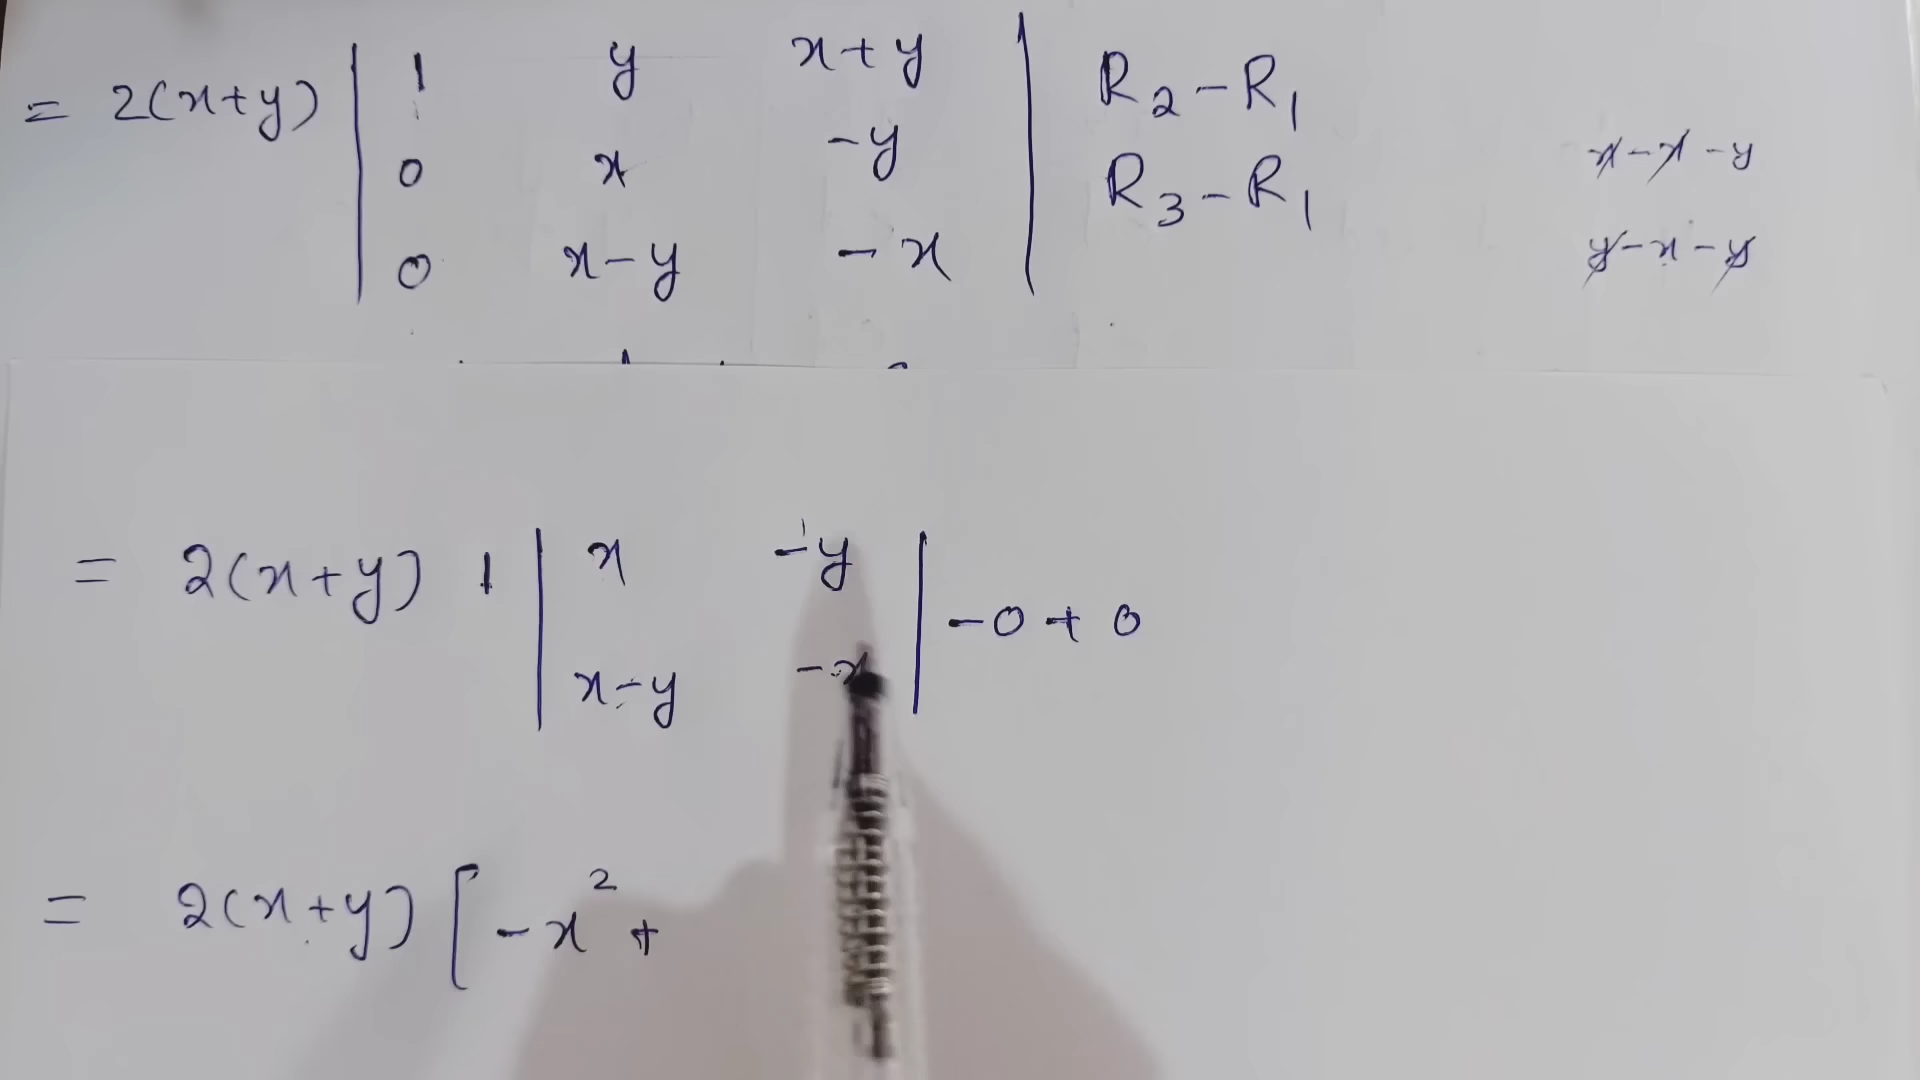 = 2(x+y) | 1 y x+y | R2-R1
0 x -y R3-R1
0 x-y -x
x-x-y
y-x-y
= 2(x+y) 1 | x -y | -0+0
x-y -x
= 2(x+y) [-x² +